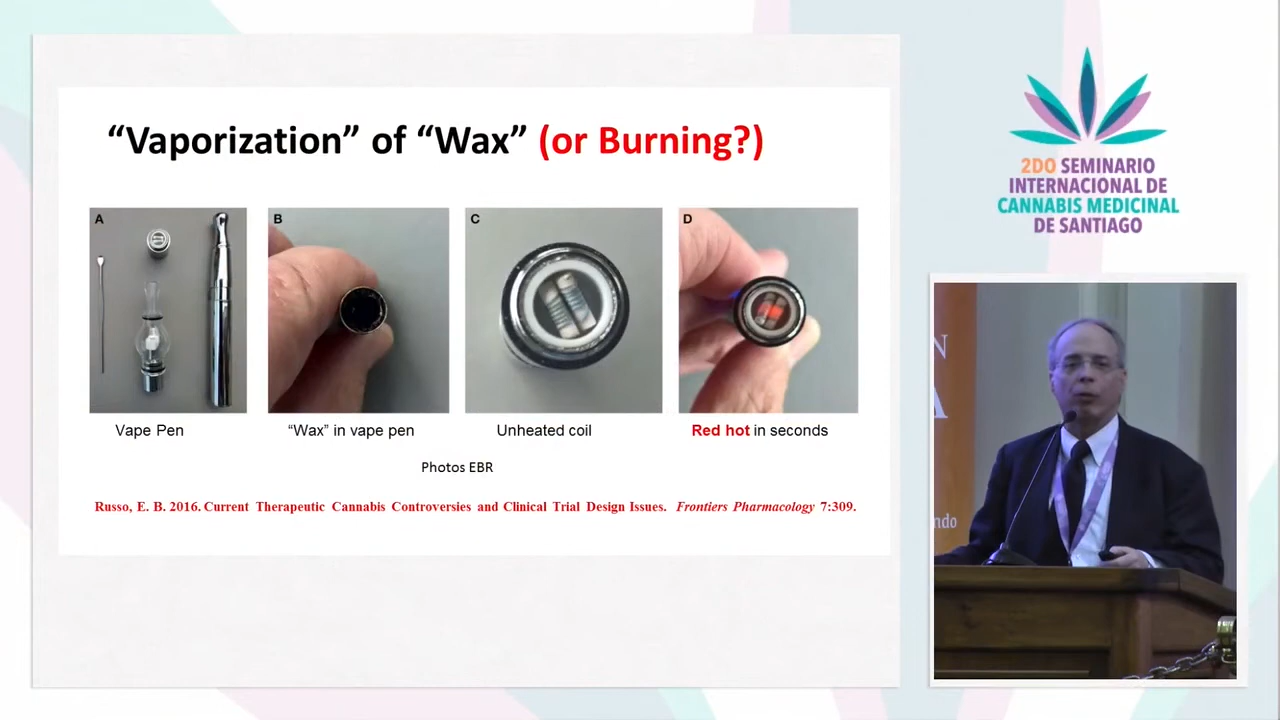 “Vaporization” of “Wax” (or Burning?)
A
B
C
D
Vape Pen
“Wax” in vape pen
Unheated coil
Red hot in seconds
Photos EBR
Russo, E. B. 2016. Current Therapeutic Cannabis Controversies and Clinical Trial Design Issues. Frontiers Pharmacology 7:309.
2DO SEMINARIO
INTERNACIONAL DE
CANNABIS MEDICINAL
DE SANTIAGO
N
A
ndo